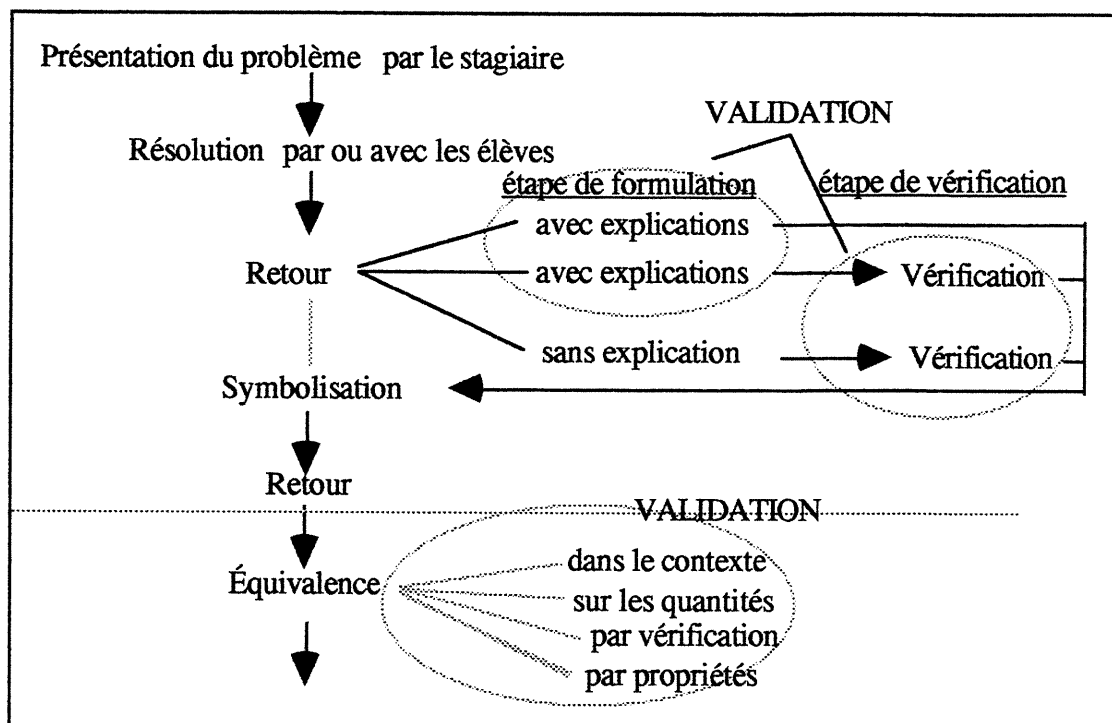 Présentation du problème par le stagiaire
VALIDATION
Résolution par ou avec les élèves
étape de formulation
étape de vérification
avec explications
Retour
avec explications
Vérification
sans explication
Vérification
Symbolisation
Retour
VALIDATION
Équivalence
dans le contexte
sur les quantités
par vérification
par propriétés